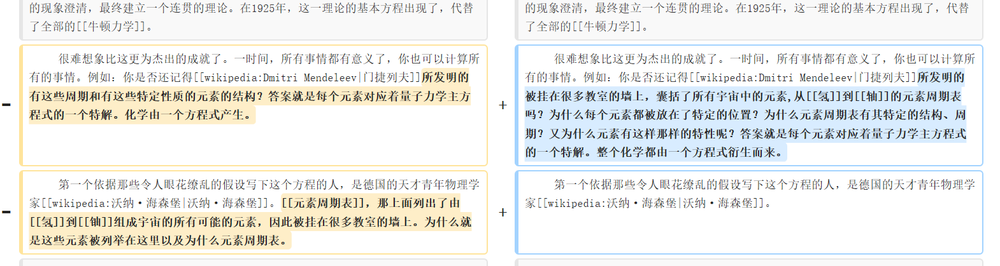 的现象澄清，最终建立一个连贯的理论。在1925年，这一理论的基本方程出现了，代替
了全部的[[牛顿力学]]。
很难想象比这更为杰出的成就了。一时间，所有事情都有意义了，你也可以计算所
有的事情。例如：你是否还记得[[wikipedia:Dmitri Mendeleev|门捷列夫]]所发明的
有这些周期和有这些特定性质的元素的结构？答案就是每个元素对应着量子力学主方
程式的一个特解。化学由一个方程式产生。
第一个依据那些令人眼花缭乱的假设写下这个方程的人，是德国的天才青年物理学
家[[wikipedia:沃纳·海森堡|沃纳·海森堡]]。[[元素周期表]]，那上面列出了由
[[氢]]到[[铀]]组成宇宙的所有可能的元素，因此被挂在很多教室的墙上。为什么就
是这些元素被列举在这里以及为什么元素周期表。
的现象澄清，最终建立一个连贯的理论。在1925年，这一理论的基本方程出现了，代替
了全部的[[牛顿力学]]。
很难想象比这更为杰出的成就了。一时间，所有事情都有意义了，你也可以计算所
有的事情。例如：你是否还记得[[wikipedia:Dmitri Mendeleev|门捷列夫]]所发明的
被挂在很多教室的墙上，囊括了所有宇宙中的元素,从[[氢]]到[[铀]]的元素周期表
吗？为什么每个元素都被放在了特定的位置？为什么元素周期表有其特定的结构、周
期？又为什么元素有这样那样的特性呢？答案就是每个元素对应着量子力学主方程式
的一个特解。整个化学都由一个方程式衍生而来。
第一个依据那些令人眼花缭乱的假设写下这个方程的人，是德国的天才青年物理学
家[[wikipedia:沃纳·海森堡|沃纳·海森堡]]。